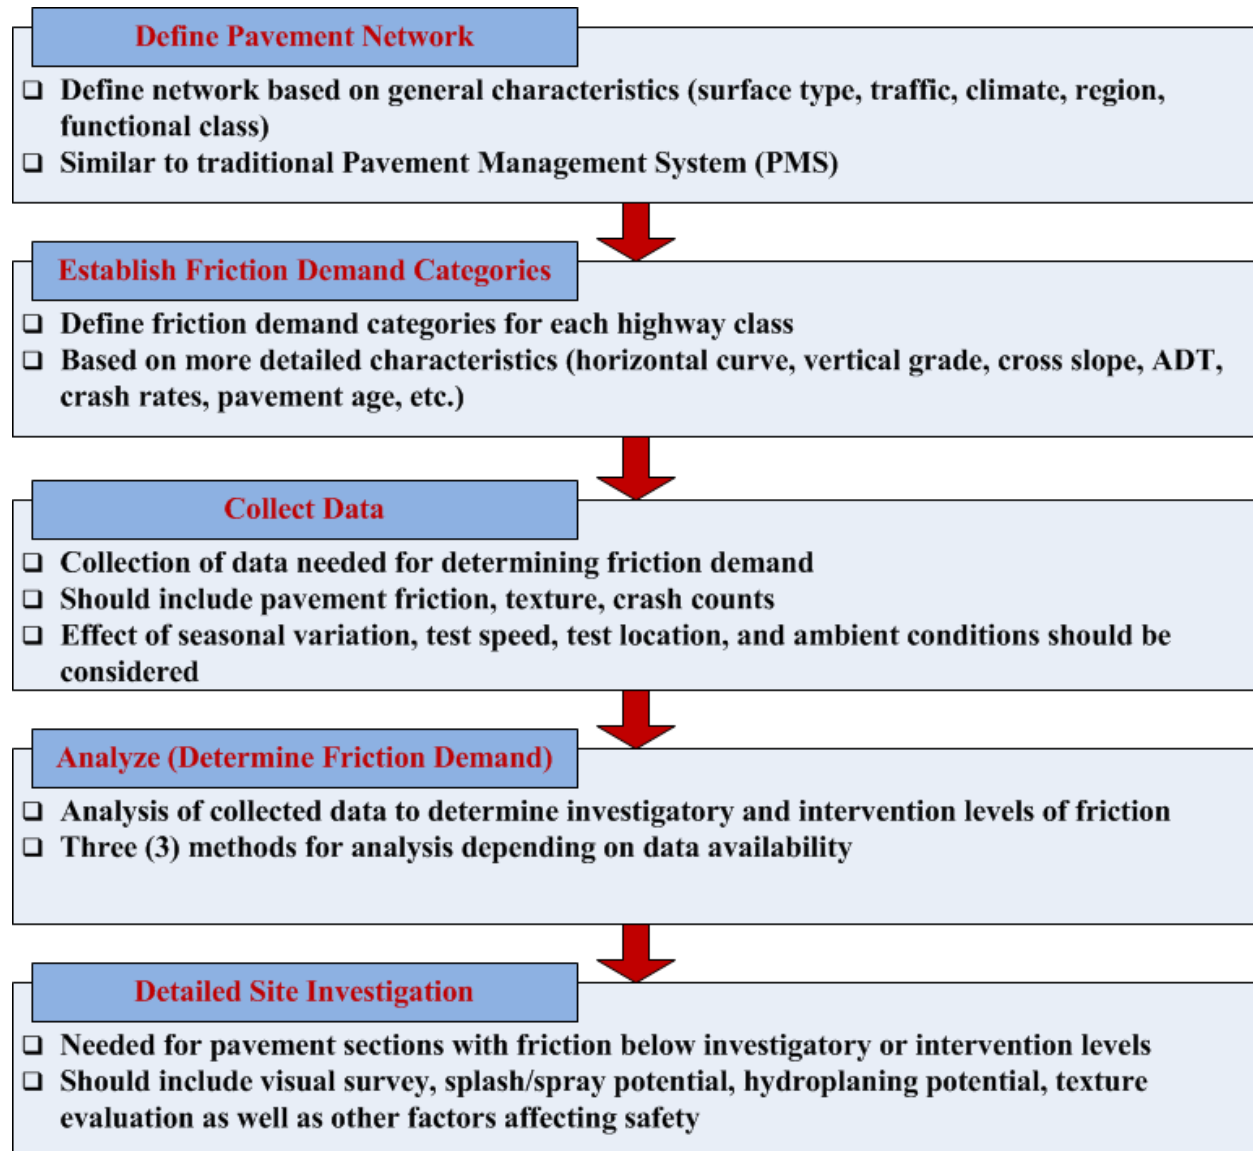 Define Pavement Network
❑ Define network based on general characteristics (surface type, traffic, climate, region,
functional class)
❑ Similar to traditional Pavement Management System (PMS)
Establish Friction Demand Categories
❑ Define friction demand categories for each highway class
❑ Based on more detailed characteristics (horizontal curve, vertical grade, cross slope, ADT,
crash rates, pavement age, etc.)
Collect Data
❑ Collection of data needed for determining friction demand
❑ Should include pavement friction, texture, crash counts
❑ Effect of seasonal variation, test speed, test location, and ambient conditions should be
considered
Analyze (Determine Friction Demand)
❑ Analysis of collected data to determine investigatory and intervention levels of friction
❑ Three (3) methods for analysis depending on data availability
Detailed Site Investigation
❑ Needed for pavement sections with friction below investigatory or intervention levels
❑ Should include visual survey, splash/spray potential, hydroplaning potential, texture
evaluation as well as other factors affecting safety